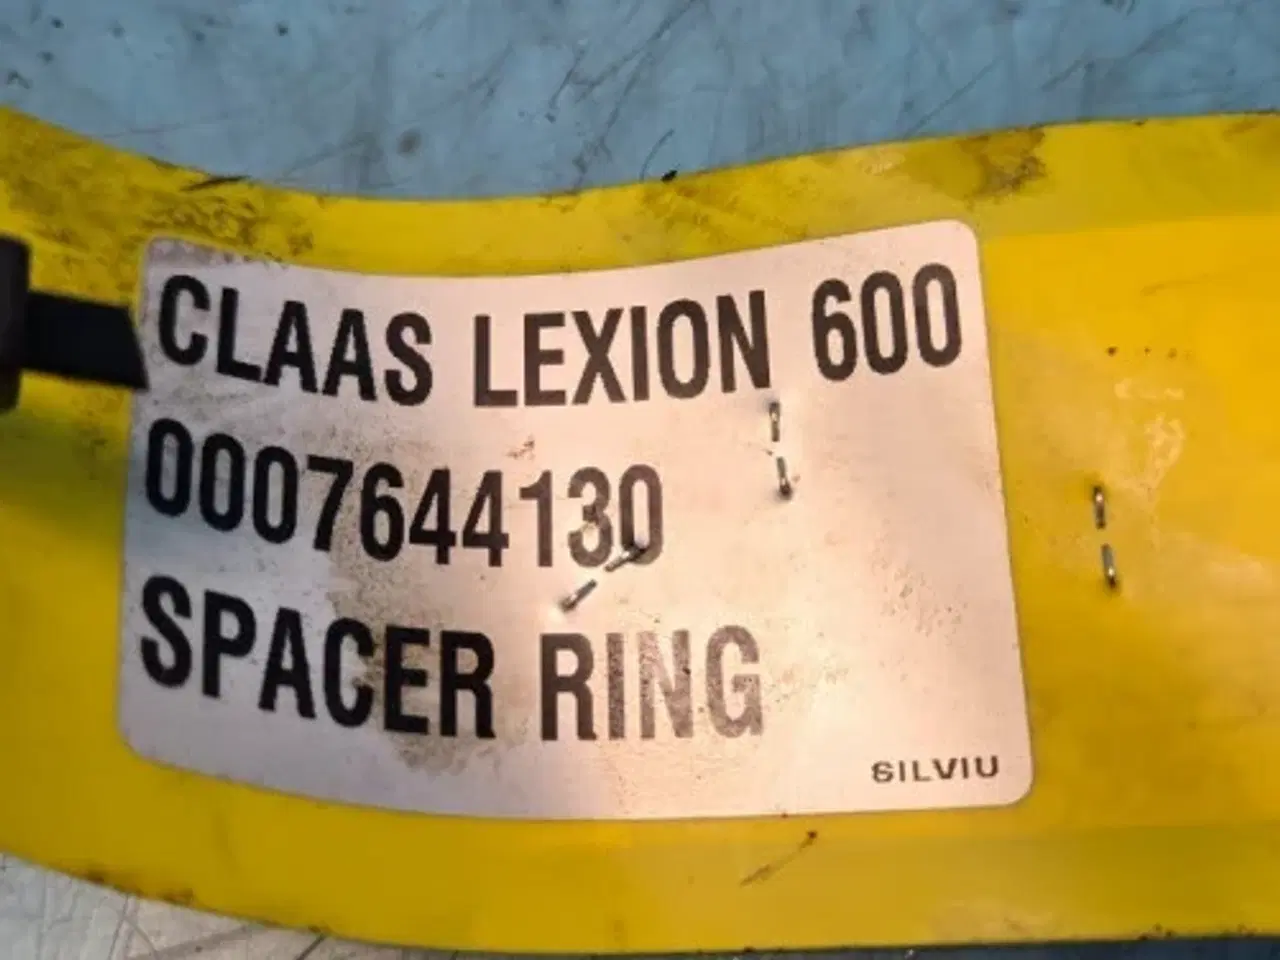 CLAAS LEXION 600
0007644130
SPACER RING
SILVIU